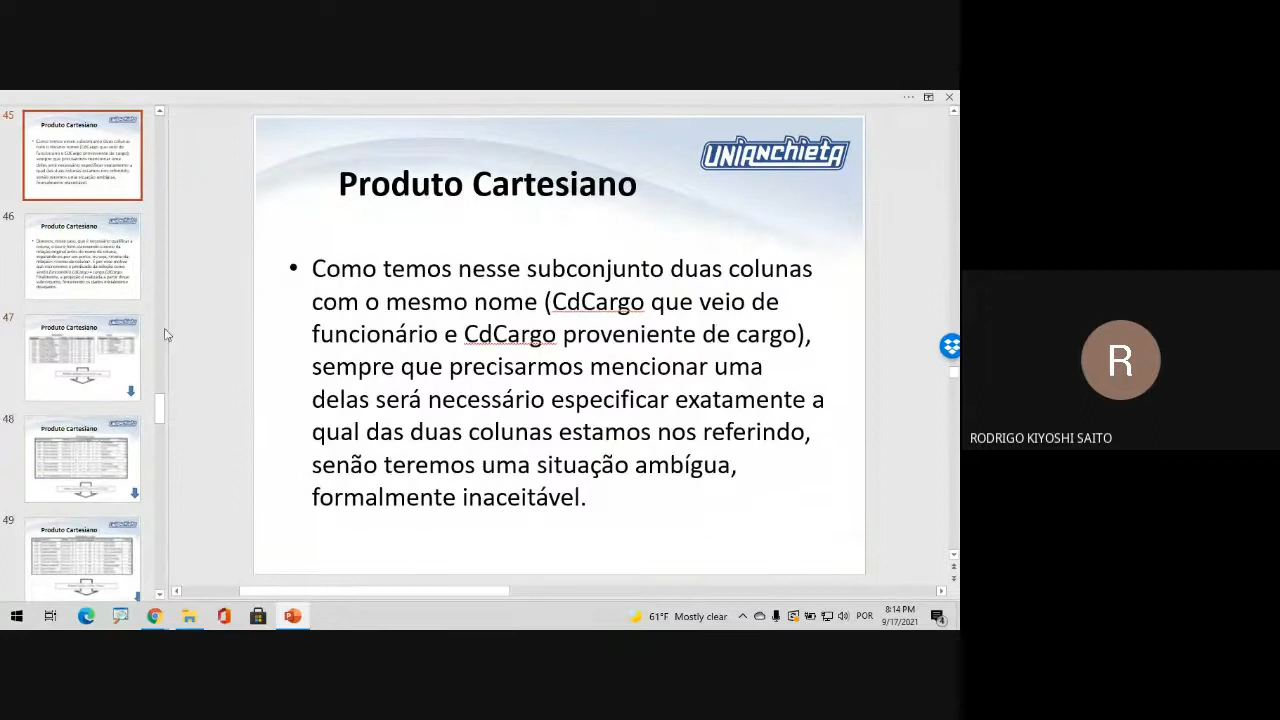 45
Produto Cartesiano
46
Produto Cartesiano
47
Produto Cartesiano
48
Produto Cartesiano
49
Produto Cartesiano
UNIANCHIETA
Produto Cartesiano
• Como temos nesse subconjunto duas colunas
com o mesmo nome (CdCargo que veio de
funcionário e CdCargo proveniente de cargo),
sempre que precisarmos mencionar uma
delas será necessário especificar exatamente a
qual das duas colunas estamos nos referindo,
senão teremos uma situação ambígua,
formalmente inaceitável.
R
RODRIGO KIYOSHI SAITO
61°F Mostly clear
POR
8:14 PM
9/17/2021
4